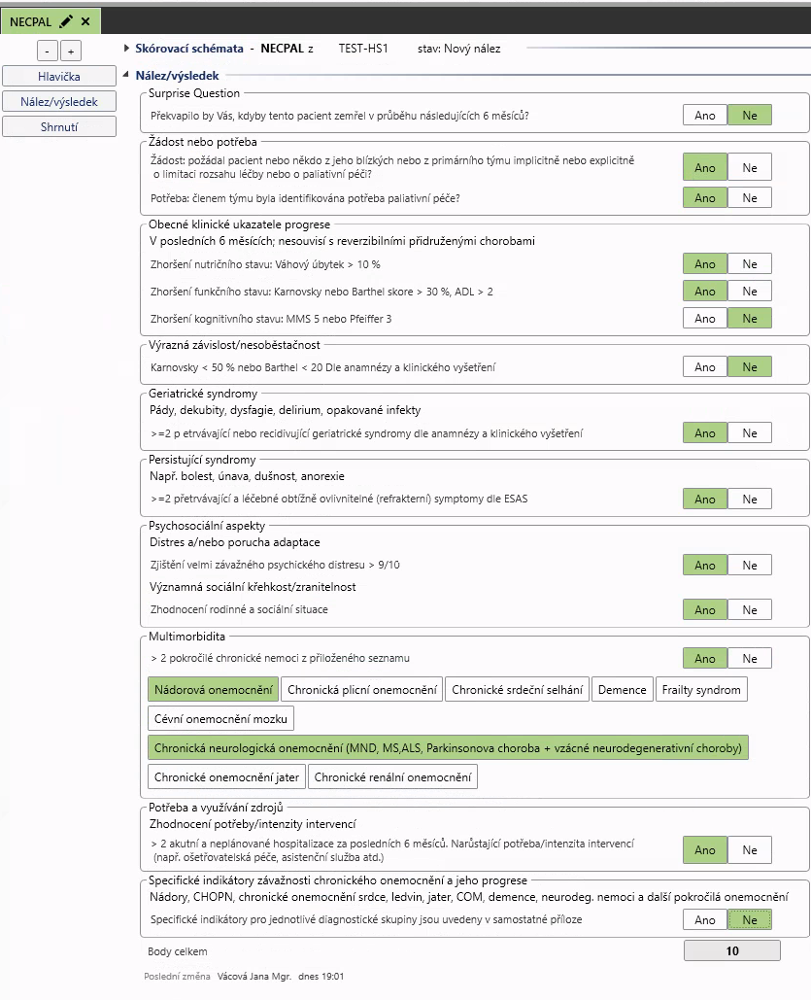 NECPAL
- +
Skórovací schémata - NECPAL z TEST-HS1 stav: Nový nález
Hlavička
Nález/výsledek
Nález/výsledek
Shrnutí
Surprise Question
Překvapilo by Vás, kdyby tento pacient zemřel v průběhu následujících 6 měsíců? Ano Ne
Žádost nebo potřeba
Žádost: požádal pacient nebo někdo z jeho blízkých nebo z primárního týmu implicitně nebo explicitně
o limitaci rozsahu léčby nebo o paliativní péči? Ano Ne
Potřeba: členem týmu byla identifikována potřeba paliativní péče? Ano Ne
Obecné klinické ukazatele progrese
V posledních 6 měsících; nesouvisí s reverzibilními přidruženými chorobami
Zhoršení nutričního stavu: Váhový úbytek > 10 % Ano Ne
Zhoršení funkčního stavu: Karnovsky nebo Barthel skore > 30 %, ADL > 2 Ano Ne
Zhoršení kognitivního stavu: MMS 5 nebo Pfeiffer 3 Ano Ne
Výrazná závislost/nesoběstačnost
Karnovsky < 50 % nebo Barthel < 20 Dle anamnézy a klinického vyšetření Ano Ne
Geriatrické syndromy
Pády, dekubity, dysfagie, delirium, opakované infekty
>=2 p etrvávající nebo recidivující geriatrické syndromy dle anamnézy a klinického vyšetření Ano Ne
Persistující syndromy
Např. bolest, únava, dušnost, anorexie
>=2 přetrvávající a léčebné obtížně ovlivnitelné (refrakterní) symptomy dle ESAS Ano Ne
Psychosociální aspekty
Distres a/nebo porucha adaptace
Zjištění velmi závažného psychického distresu > 9/10 Ano Ne
Významná sociální křehkost/zranitelnost
Zhodnocení rodinné a sociální situace Ano Ne
Multimorbidita
> 2 pokročilé chronické nemoci z přiloženého seznamu Ano Ne
Nádorová onemocnění Chronická plicní onemocnění Chronické srdeční selhání Demence Frailty syndrom
Cévní onemocnění mozku
Chronická neurologická onemocnění (MND, MS,ALS, Parkinsonova choroba + vzácné neurodegenerativní choroby)
Chronické onemocnění jater Chronické renální onemocnění
Potřeba a využívání zdrojů
Zhodnocení potřeby/intenzity intervencí
> 2 akutní a neplánované hospitalizace za posledních 6 měsíců. Narůstající potřeba/intenzita intervencí
(např. ošetřovatelská péče, asistenční služba atd.) Ano Ne
Specifické indikátory závažnosti chronického onemocnění a jeho progrese
Nádory, CHOPN, chronické onemocnění srdce, ledvin, jater, COM, demence, neurodeg. nemoci a další pokročilá onemocnění
Specifické indikátory pro jednotlivé diagnostické skupiny jsou uvedeny v samostatné příloze Ano Ne
Body celkem 10
Poslední změna Vácová Jana Mgr. dnes 19:01